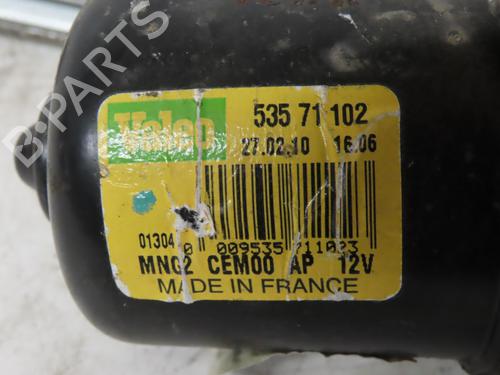 Valeo 535 71 102
27.02.10 16.06
01304
0 009535 711023
MNG2 CEM00 AP 12V
MADE IN FRANCE
B-PARTS